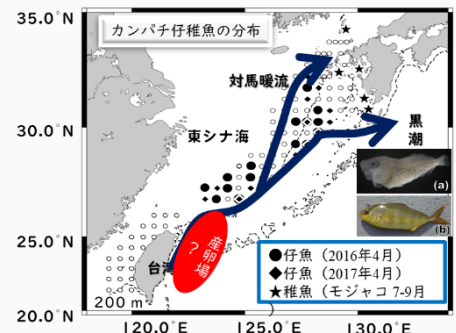 カンパチ仔稚魚の分布
35.0°N
対馬暖流
30.0°N
東シナ海
黒潮
(a)
(b)
25.0°N
産卵場
?
台湾
●仔魚（2016年4月）
◆仔魚（2017年4月）
★稚魚（モジャコ 7-9月
200 m
20.0°N
120.0°E
125.0°E
130.0°E